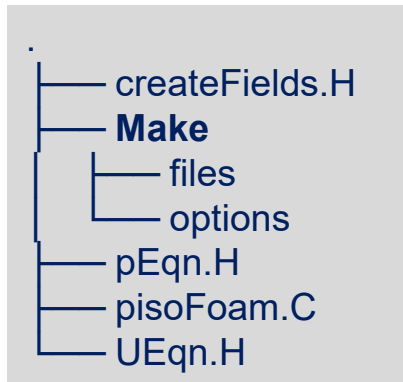 .
├── createFields.H
├── Make
│   ├── files
│   └── options
├── pEqn.H
├── pisoFoam.C
└── UEqn.H